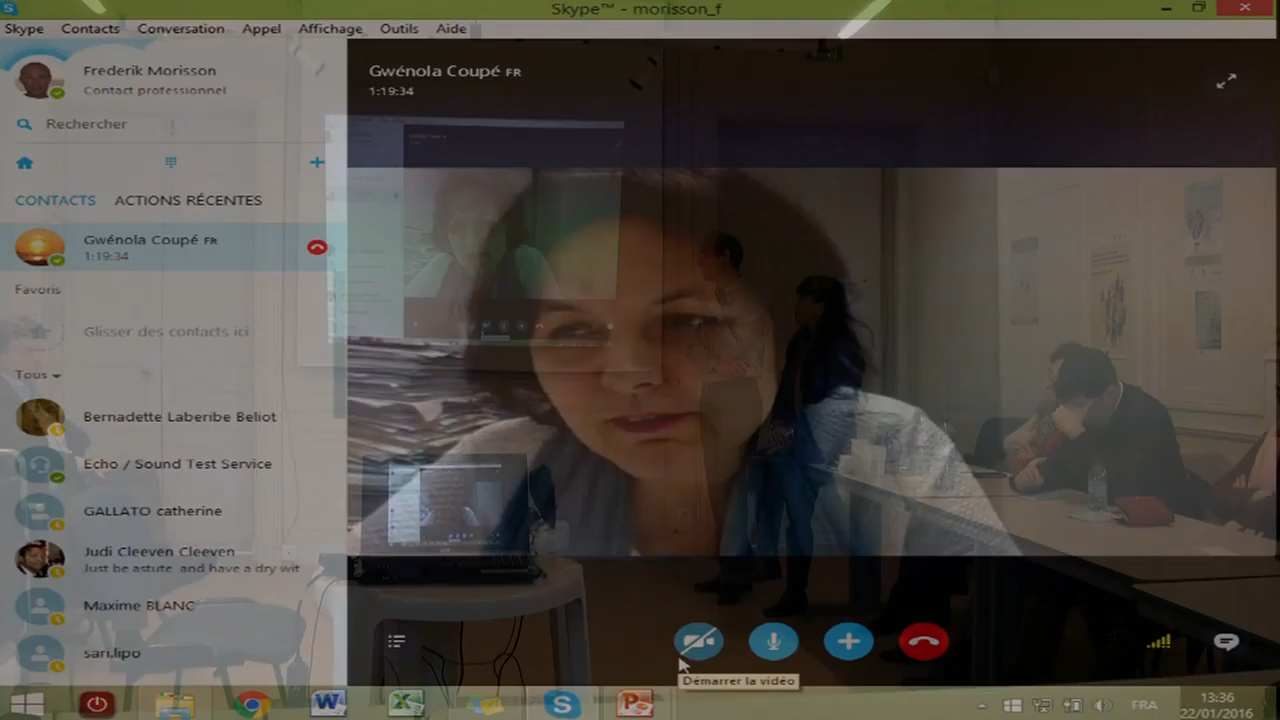 Skype™ - morisson_f
Skype Contacts Conversation Appel Affichage Outils Aide
Frederik Morisson
Contact professionnel
Rechercher
CONTACTS ACTIONS RÉCENTES
Gwénola Coupé FR
1:19:34
Favoris
Glisser des contacts ici
Tous
Bernadette Laberibe Beliot
Echo / Sound Test Service
GALLATO catherine
Judi Cleeven Cleeven
Just be astute and have a dry wit
Maxime BLANC
sari.lipo
Gwénola Coupé FR
1:19:34
Démarrer la vidéo
FRA
13:36
22/01/2016